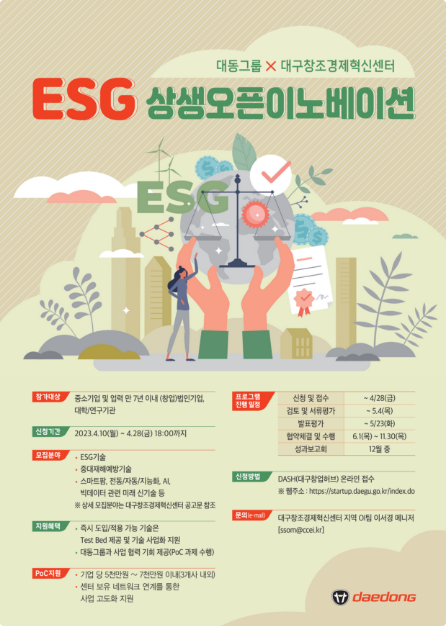 대동그룹 × 대구창조경제혁신센터
ESG 상생오픈이노베이션
ESG
참가대상
중소기업 및 업력 만 7년 이내 (창업)법인기업,
대학/연구기관
신청기간
2023.4.10(월) ~ 4.28(금) 18:00까지
모집분야
• ESG기술
• 중대재해예방기술
• 스마트팜, 전동/자동/지능화, AI,
빅데이터 관련 미래 신기술 등
※ 상세 모집분야는 대구창조경제혁신센터 공고문 참조
지원혜택
• 즉시 도입/적용 가능 기술은
Test Bed 제공 및 기술 사업화 지원
• 대동그룹과 사업 협력 기회 제공(PoC 과제 수행)
PoC지원
• 기업 당 5천만원 ~ 7천만원 이내(3개사 내외)
• 센터 보유 네트워크 연계를 통한
사업 고도화 지원
프로그램
진행 일정
신청 및 접수 ~ 4/28(금)
검토 및 서류평가 ~ 5.4(목)
발표평가 ~ 5/23(화)
협약체결 및 수행 6.1(목) ~ 11.30(목)
성과보고회 12월 중
신청방법
DASH(대구창업허브) 온라인 접수
※ 웹주소 : https://startup.daegu.go.kr/index.do
문의(e-mail)
대구창조경제혁신센터 지역 OI팀 이서경 매니저
(ssom@ccei.kr)
daedong